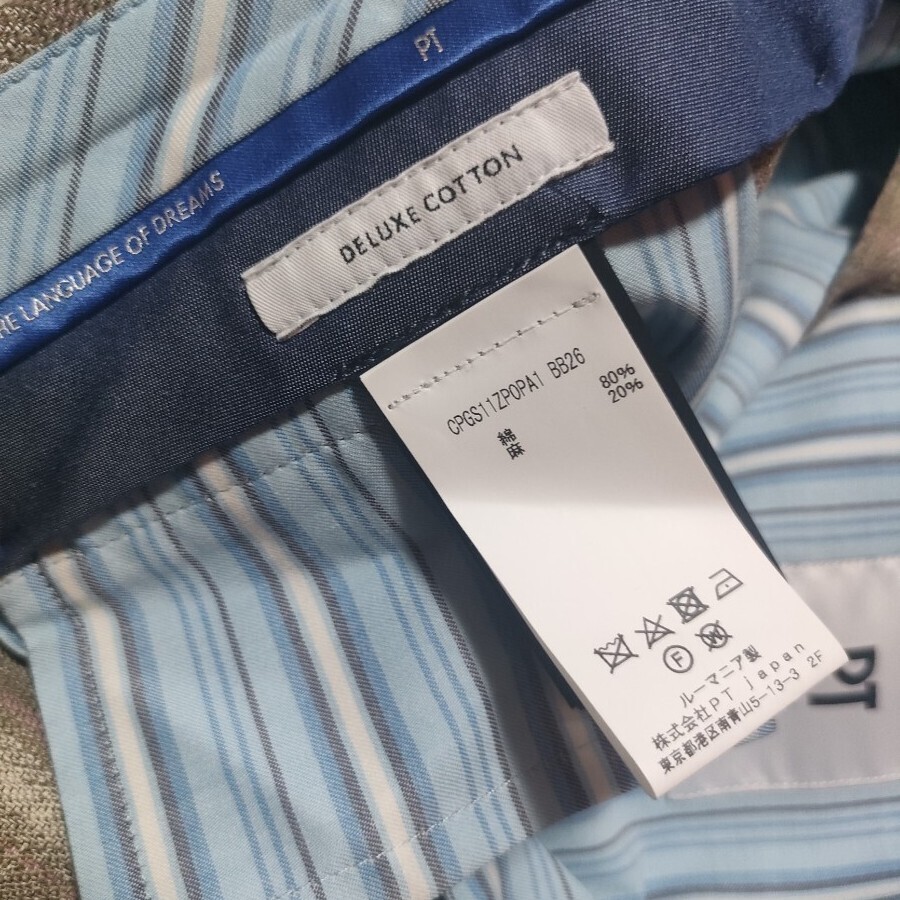 PT
RE LANGUAGE OF DREAMS
DELUXE COTTON
CPGS11ZP0PA1 BB26
綿 80%
麻 20%
F
W
ルーマニア製
株式会社PT japan
東京都港区南青山5-13-3 2F
PT